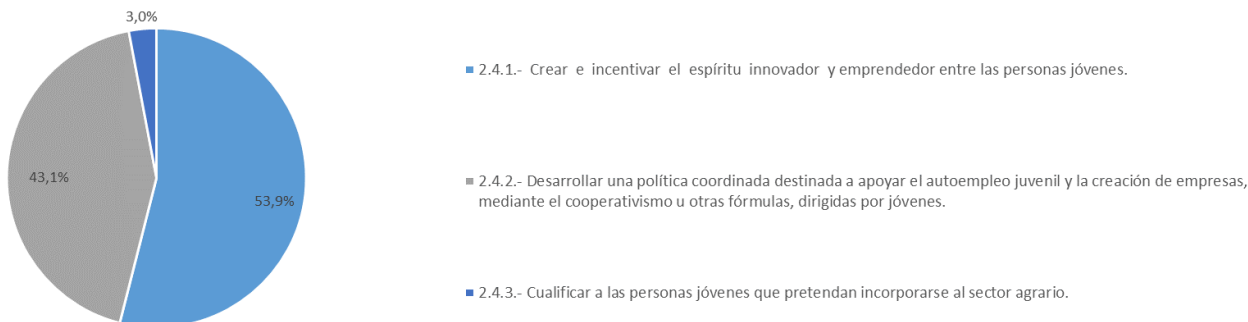 3,0%
43,1%
53,9%
2.4.1.- Crear e incentivar el espíritu innovador y emprendedor entre las personas jóvenes.
2.4.2.- Desarrollar una política coordinada destinada a apoyar el autoempleo juvenil y la creación de empresas,
mediante el cooperativismo u otras fórmulas, dirigidas por jóvenes.
2.4.3.- Cualificar a las personas jóvenes que pretendan incorporarse al sector agrario.